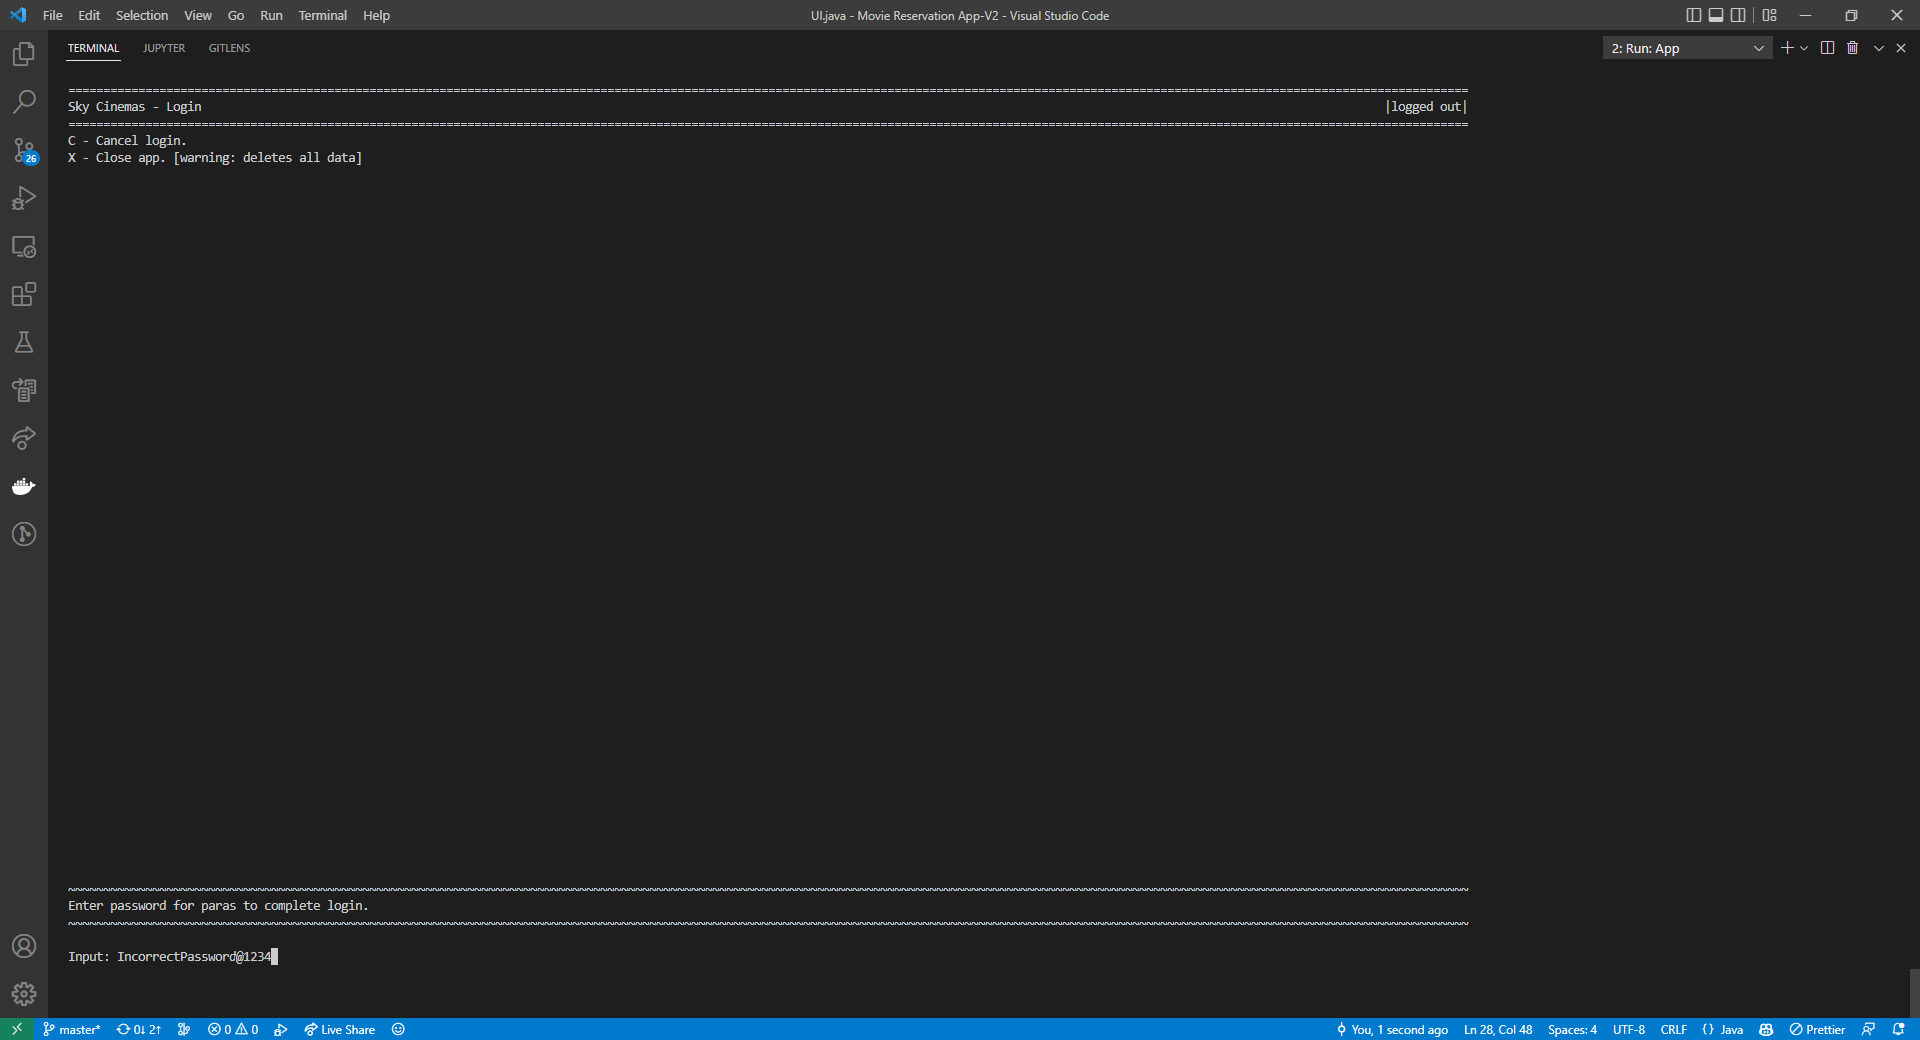 File Edit Selection View Go Run Terminal Help UI.java - Movie Reservation App-V2 - Visual Studio Code
TERMINAL JUPYTER GITLENS 2: Run: App
========================================================================================================================================================================================================
Sky Cinemas - Login |logged out|
========================================================================================================================================================================================================
C - Cancel login.
X - Close app. [warning: deletes all data]
~~~~~~~~~~~~~~~~~~~~~~~~~~~~~~~~~~~~~~~~~~~~~~~~~~~~~~~~~~~~~~~~~~~~~~~~~~~~~~~~~~~~~~~~~~~~~~~~~~~~~~~~~~~~~~~~~~~~~~~~~~~~~~~~~~~~~~~~~~~~~~~~~~~~~~~~~~~~~~~~~~~~~~~~~~~~~~~~~~~~~~~~~~~~~~~~
Enter password for paras to complete login.
~~~~~~~~~~~~~~~~~~~~~~~~~~~~~~~~~~~~~~~~~~~~~~~~~~~~~~~~~~~~~~~~~~~~~~~~~~~~~~~~~~~~~~~~~~~~~~~~~~~~~~~~~~~~~~~~~~~~~~~~~~~~~~~~~~~~~~~~~~~~~~~~~~~~~~~~~~~~~~~~~~~~~~~~~~~~~~~~~~~~~~~~~~~~~~~~
Input: IncorrectPassword@1234
26
master* 0↓ 2↑ 0 0 Live Share You, 1 second ago Ln 28, Col 48 Spaces: 4 UTF-8 CRLF {} Java Prettier